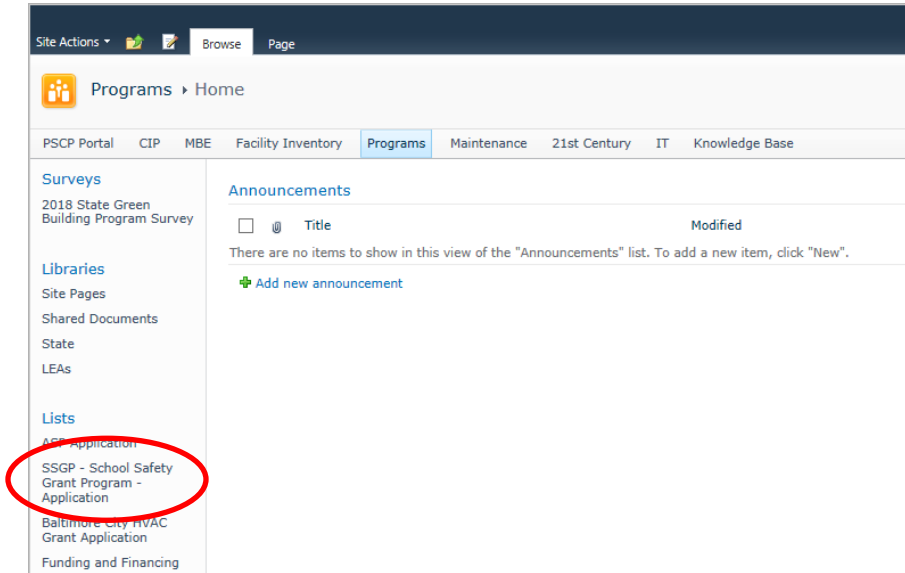 Site Actions Browse Page
Programs Home
PSCP Portal CIP MBE Facility Inventory Programs Maintenance 21st Century IT Knowledge Base
Surveys
2018 State Green
Building Program Survey
Libraries
Site Pages
Shared Documents
State
LEAs
Lists
ASP Application
SSGP - School Safety
Grant Program -
Application
Baltimore City HVAC
Grant Application
Funding and Financing
Announcements
Title Modified
There are no items to show in this view of the "Announcements" list. To add a new item, click "New".
Add new announcement